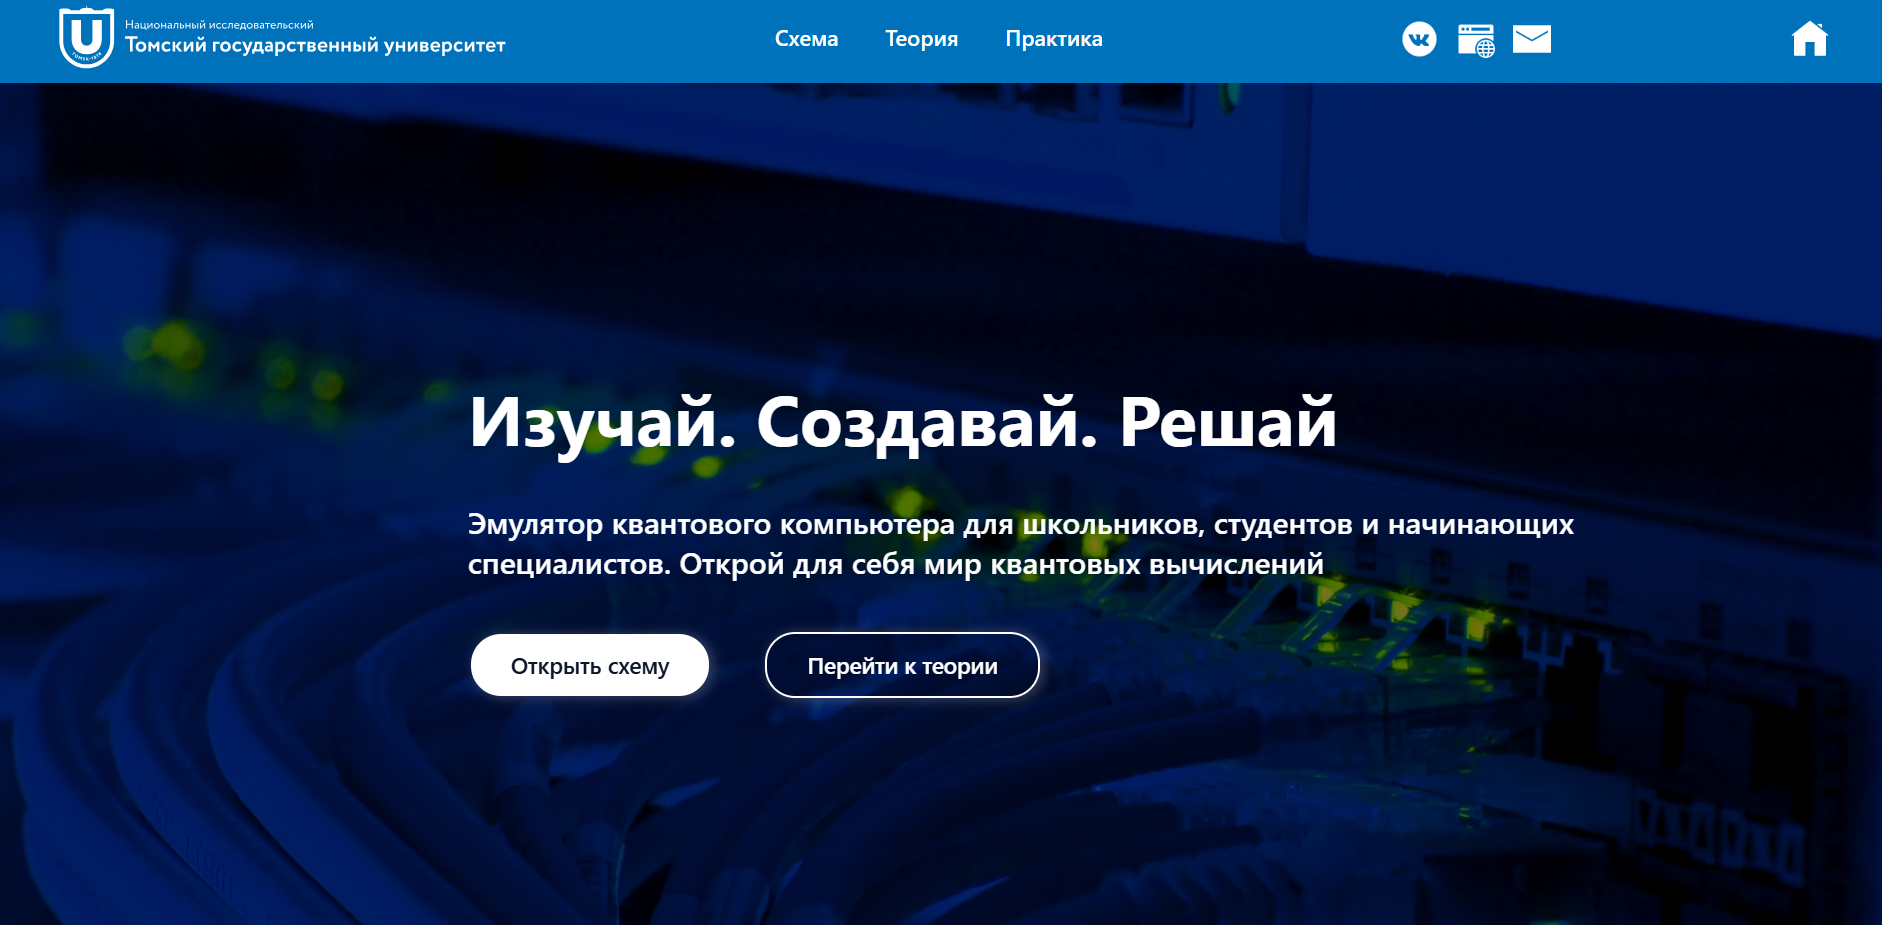 Национальный исследовательский
Томский государственный университет
Схема Теория Практика
Изучай. Создавай. Решай
Эмулятор квантового компьютера для школьников, студентов и начинающих
специалистов. Открой для себя мир квантовых вычислений
Открыть схему Перейти к теории